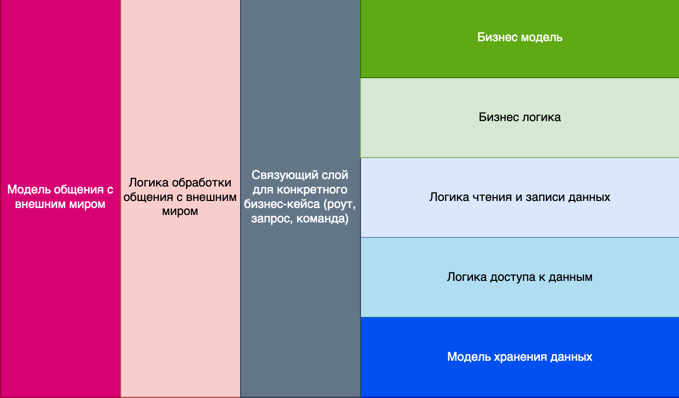 Модель общения с
внешним миром
Логика обработки
общения с внешним
миром
Связующий слой
для конкретного
бизнес-кейса (роут,
запрос, команда)
Бизнес модель
Бизнес логика
Логика чтения и записи данных
Логика доступа к данным
Модель хранения данных